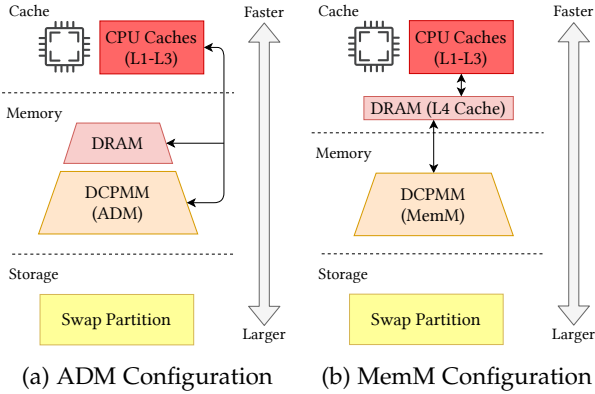 Cache
CPU Caches
(L1-L3)
Faster
Memory
DRAM
DCPMM
(ADM)
Storage
Swap Partition
Larger
(a) ADM Configuration
Cache
CPU Caches
(L1-L3)
Faster
DRAM (L4 Cache)
Memory
DCPMM
(MemM)
Storage
Swap Partition
Larger
(b) MemM Configuration